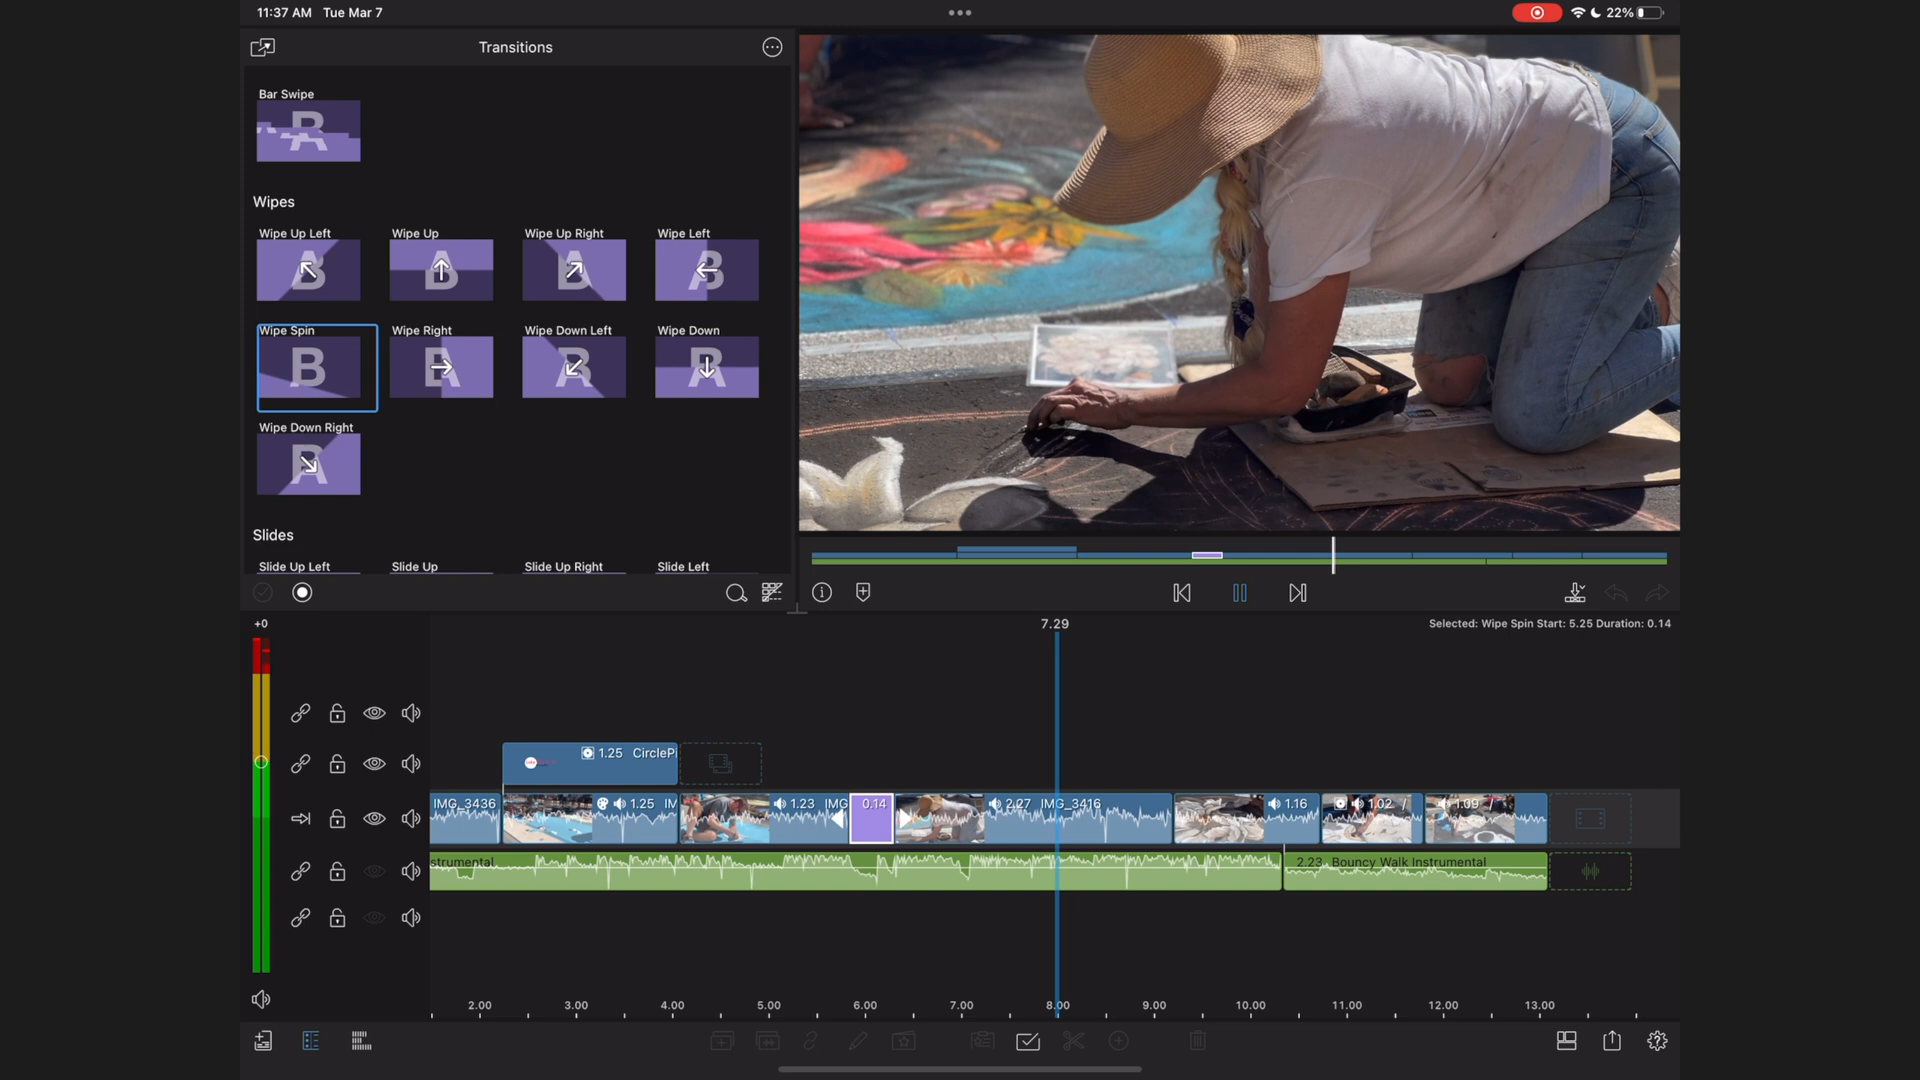 11:37 AM Tue Mar 7
22%
Transitions
Bar Swipe
Wipes
Wipe Up Left
Wipe Up
Wipe Up Right
Wipe Left
Wipe Spin
Wipe Right
Wipe Down Left
Wipe Down
Wipe Down Right
Slides
Slide Up Left
Slide Up
Slide Up Right
Slide Left
+0
7.29
Selected: Wipe Spin Start: 5.25 Duration: 0.14
1.25 CirclePi
IMG_3436
1.25 IM
1.23 IMG
0.14
2.27 IMG_3416
1.16
1.02 /
1.09 /
strumental
2.23 Bouncy Walk Instrumental
2.00 3.00 4.00 5.00 6.00 7.00 8.00 9.00 10.00 11.00 12.00 13.00